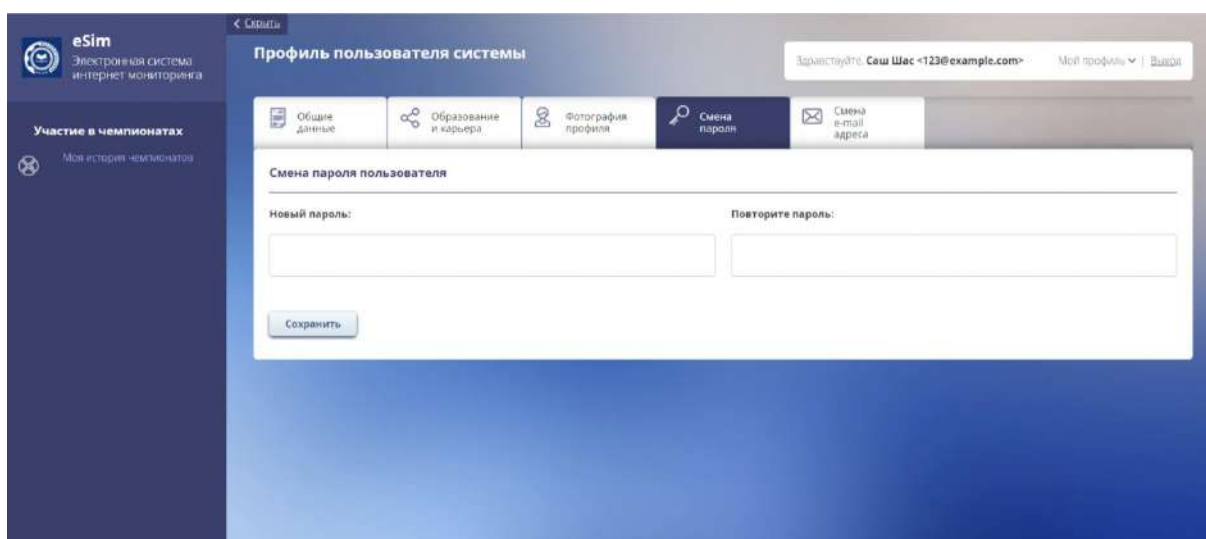 < Скрыть
eSim
Электронная система
интернет мониторинга
Профиль пользователя системы
Здравствуйте, Саш Шас <123@example.com>
Мой профиль | Выход
Участие в чемпионатах
Моя история чемпионатов
Общие
данные
Образование
и карьера
Фотография
профиля
Смена
пароля
Смена
e-mail
адреса
Смена пароля пользователя
Новый пароль:
Повторите пароль:
Сохранить